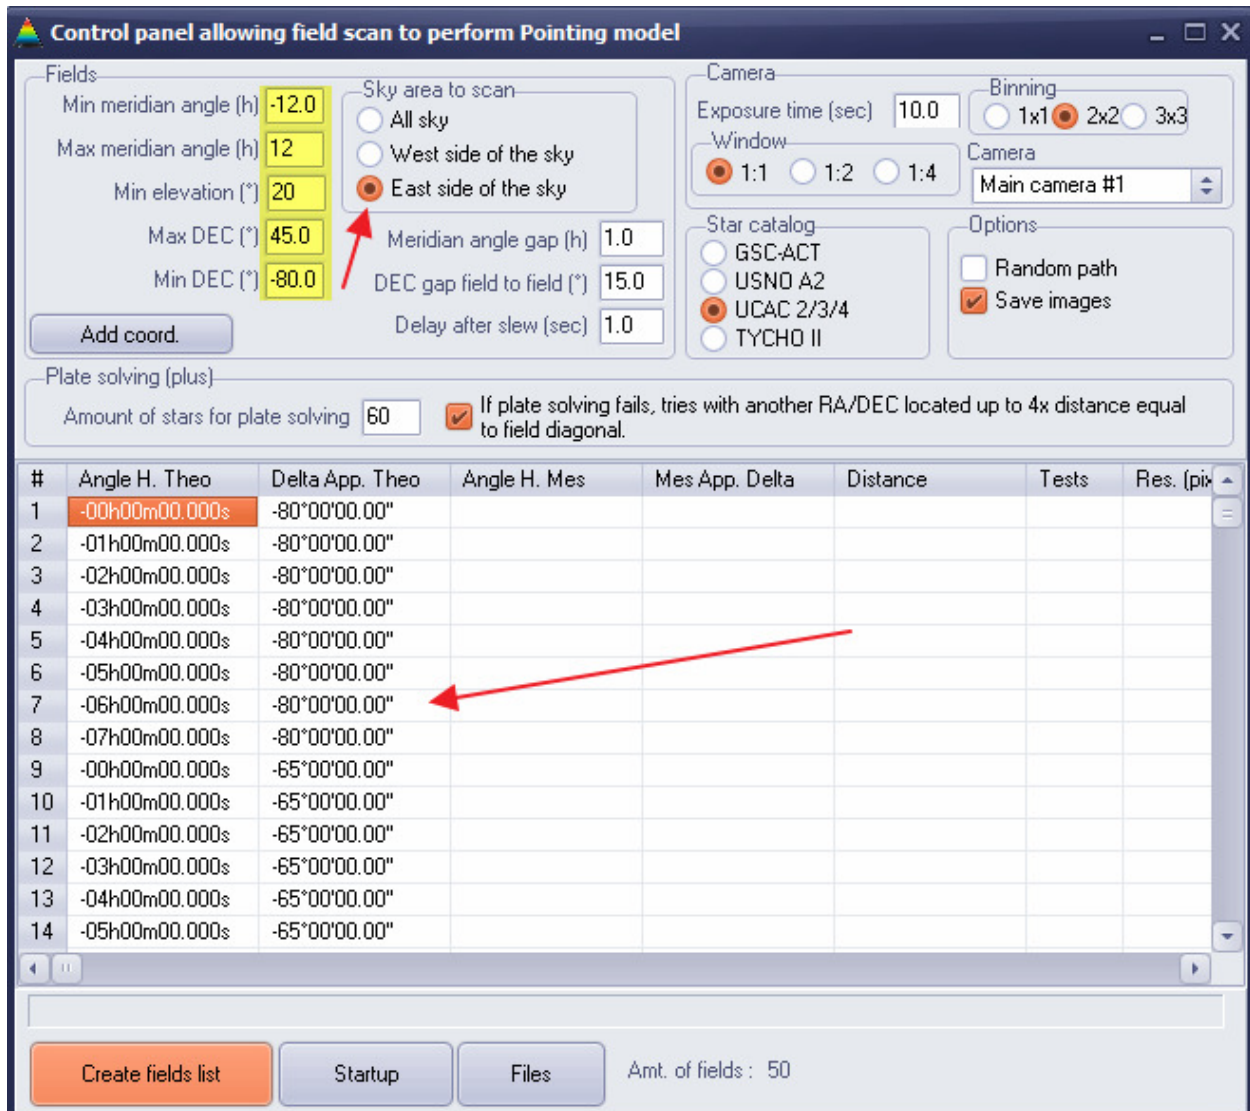 Control panel allowing field scan to perform Pointing model
Fields
Min meridian angle (h) -12.0
Max meridian angle (h) 12
Min elevation (°) 20
Max DEC (°) 45.0
Min DEC (°) -80.0
Add coord.
Sky area to scan
All sky
West side of the sky
East side of the sky
Meridian angle gap (h) 1.0
DEC gap field to field (°) 15.0
Delay after slew (sec) 1.0
Camera
Exposure time (sec) 10.0
Binning
1x1 2x2 3x3
Window
1:1 1:2 1:4
Camera
Main camera #1
Star catalog
GSC-ACT
USNO A2
UCAC 2/3/4
TYCHO II
Options
Random path
Save images
Plate solving (plus)
Amount of stars for plate solving 60
If plate solving fails, tries with another RA/DEC located up to 4x distance equal
to field diagonal.
# Angle H. Theo Delta App. Theo Angle H. Mes Mes App. Delta Distance Tests Res. (pix
1 -00h00m00.000s -80°00'00.00"
2 -01h00m00.000s -80°00'00.00"
3 -02h00m00.000s -80°00'00.00"
4 -03h00m00.000s -80°00'00.00"
5 -04h00m00.000s -80°00'00.00"
6 -05h00m00.000s -80°00'00.00"
7 -06h00m00.000s -80°00'00.00"
8 -07h00m00.000s -80°00'00.00"
9 -00h00m00.000s -65°00'00.00"
10 -01h00m00.000s -65°00'00.00"
11 -02h00m00.000s -65°00'00.00"
12 -03h00m00.000s -65°00'00.00"
13 -04h00m00.000s -65°00'00.00"
14 -05h00m00.000s -65°00'00.00"
Create fields list
Startup
Files
Amt. of fields : 50